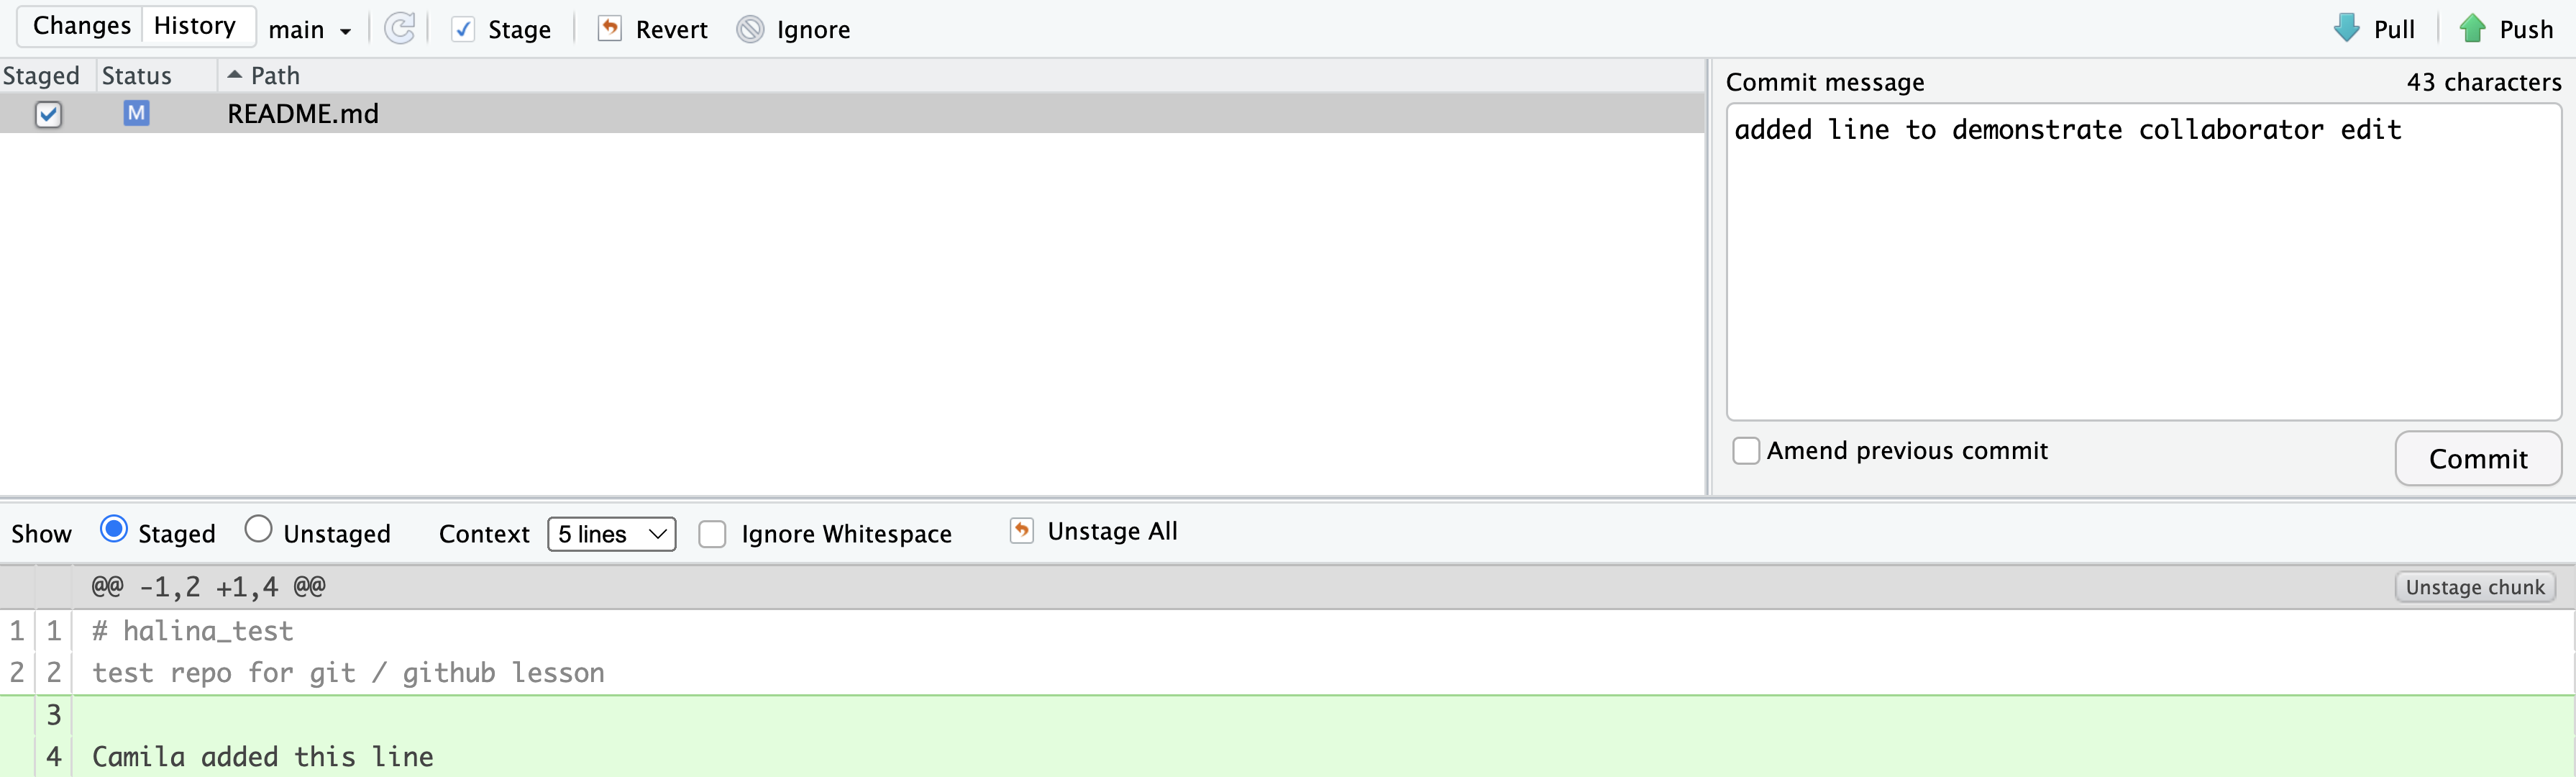 Changes History main Stage Revert Ignore Pull Push
Staged Status Path
M README.md
Commit message 43 characters
added line to demonstrate collaborator edit
Amend previous commit Commit
Show Staged Unstaged Context 5 lines Ignore Whitespace Unstage All
@@ -1,2 +1,4 @@ Unstage chunk
1 1 # halina_test
2 2 test repo for git / github lesson
3
4 Camila added this line